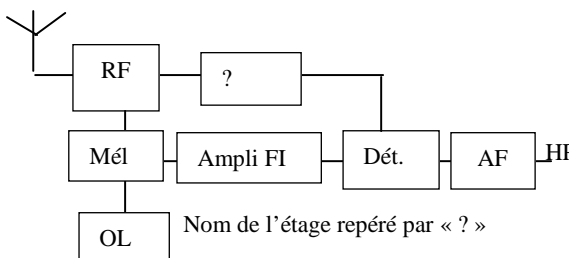 RF
?
Mél
Ampli FI
Dét.
AF
HP
OL
Nom de l'étage repéré par « ? »